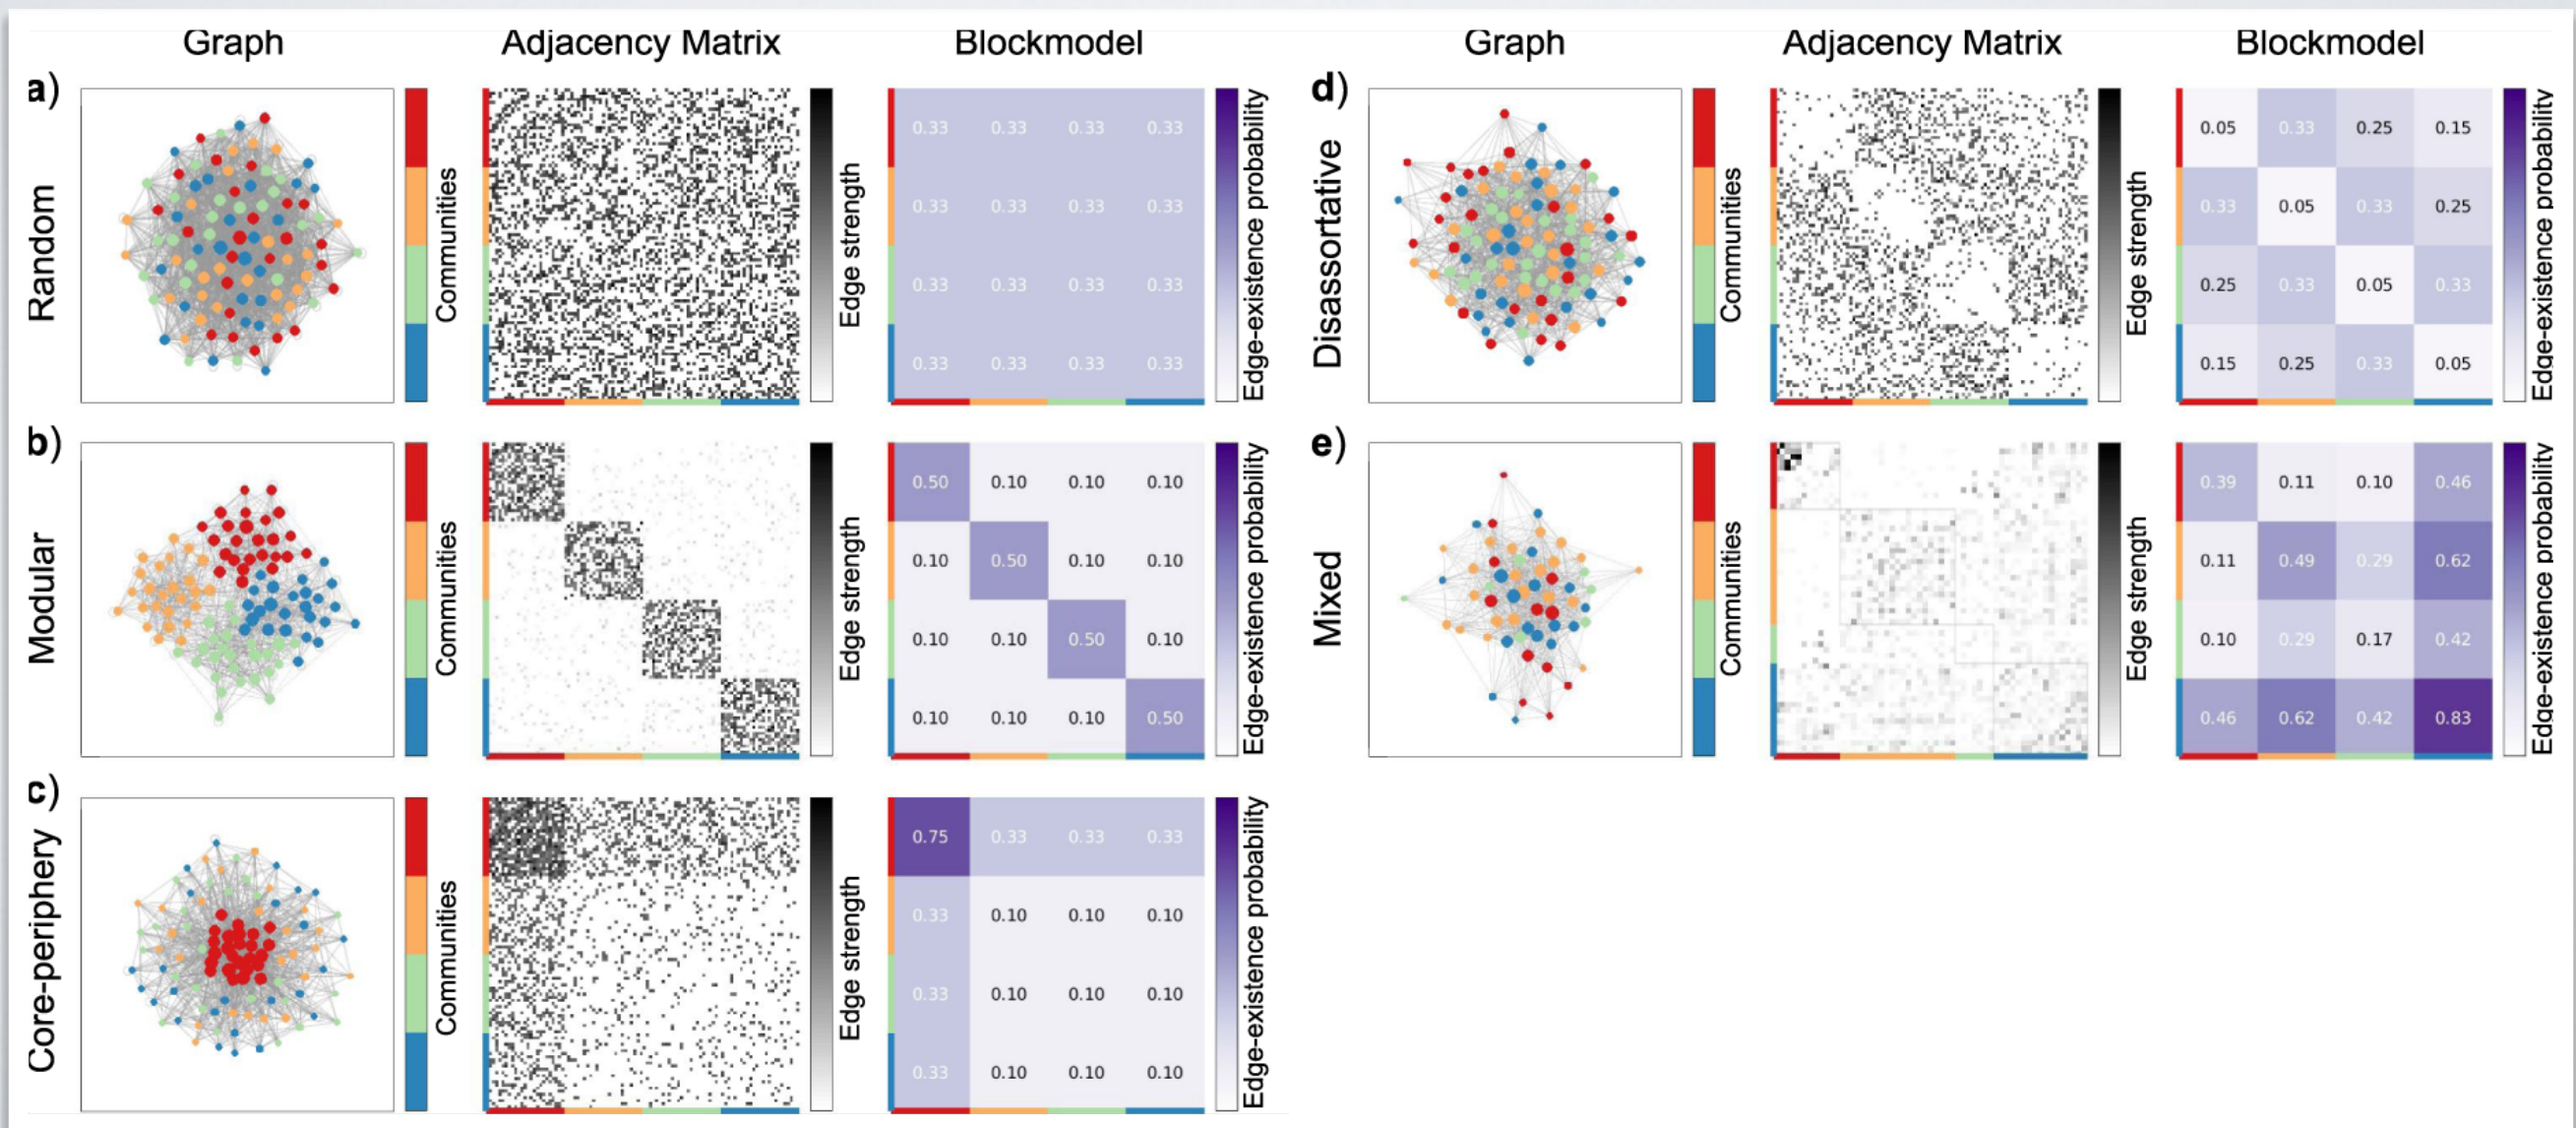 Graph Adjacency Matrix Blockmodel
a)
Random
Communities
Edge strength
0.33 0.33 0.33 0.33
0.33 0.33 0.33 0.33
0.33 0.33 0.33 0.33
0.33 0.33 0.33 0.33
Edge-existence probability
b)
Modular
Communities
Edge strength
0.50 0.10 0.10 0.10
0.10 0.50 0.10 0.10
0.10 0.10 0.50 0.10
0.10 0.10 0.10 0.50
Edge-existence probability
c)
Core-periphery
Communities
Edge strength
0.75 0.33 0.33 0.33
0.33 0.10 0.10 0.10
0.33 0.10 0.10 0.10
0.33 0.10 0.10 0.10
Edge-existence probability
Graph Adjacency Matrix Blockmodel
d)
Disassortative
Communities
Edge strength
0.05 0.33 0.25 0.15
0.33 0.05 0.33 0.25
0.25 0.33 0.05 0.33
0.15 0.25 0.33 0.05
Edge-existence probability
e)
Mixed
Communities
Edge strength
0.39 0.11 0.10 0.46
0.11 0.49 0.29 0.62
0.10 0.29 0.17 0.42
0.46 0.62 0.42 0.83
Edge-existence probability